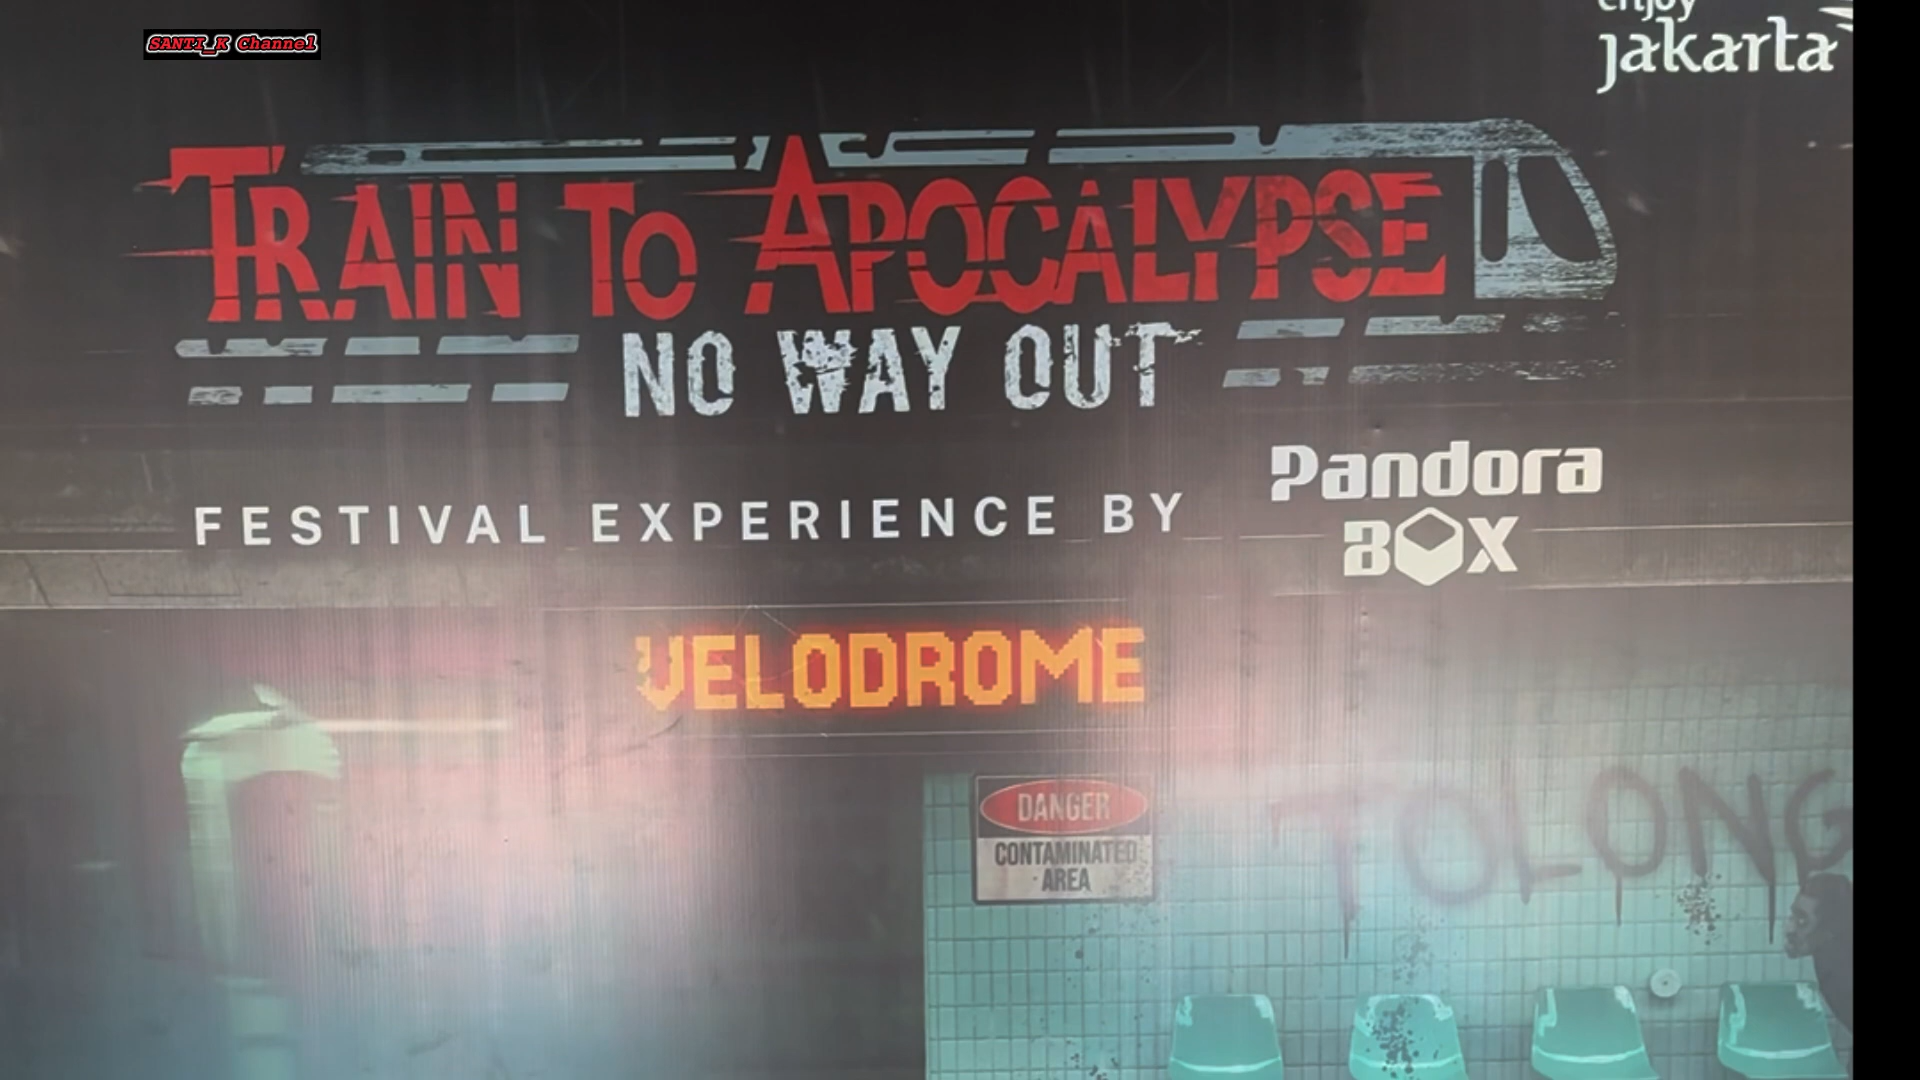 SANTI_K Channel
enjoy
jakarta
TRAIN TO APOCALYPSE
NO WAY OUT
FESTIVAL EXPERIENCE BY
Pandora
BOX
VELODROME
DANGER
CONTAMINATED
AREA
TOLONG